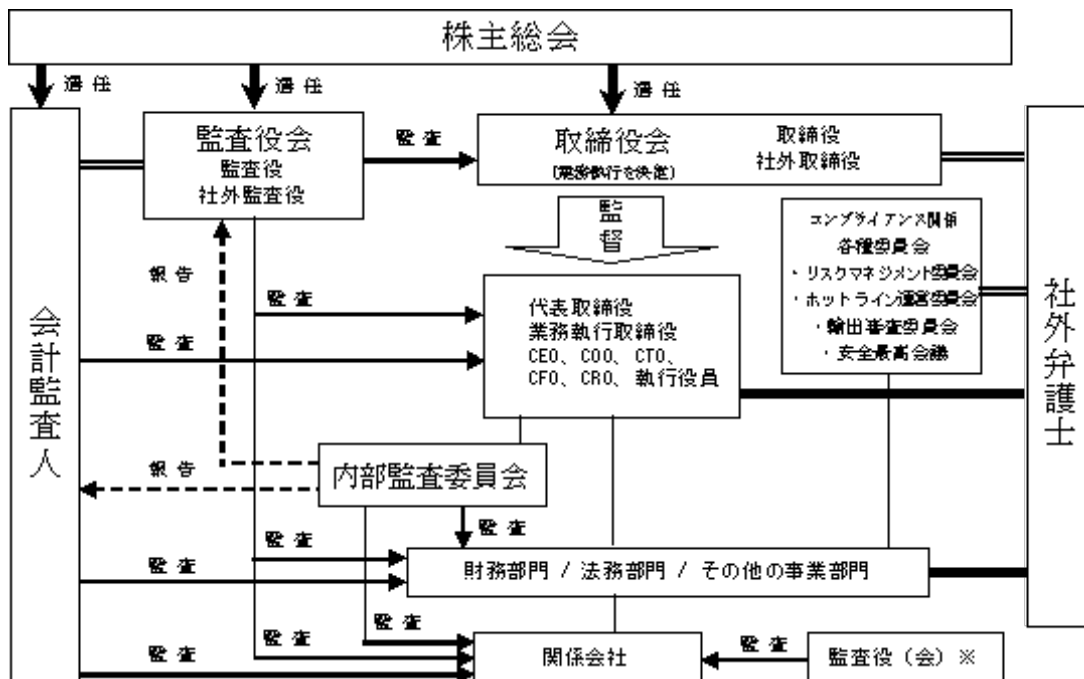 株主総会
選任
選任
選任
監査役会
監査役
社外監査役
監査
取締役会
(業務執行を決定)
取締役
社外取締役
監督
コンプライアンス関係
各種委員会
・リスクマネジメント委員会
・ホットライン運営委員会
・輸出審査委員会
・安全最高会議
報告
監査
監査
代表取締役
業務執行取締役
CEO、COO、CTO、
CFO、CRO、執行役員
会計監査人
社外弁護士
報告
内部監査委員会
監査
監査
監査
財務部門 / 法務部門 / その他の事業部門
監査
監査
関係会社
監査
監査役（会）※